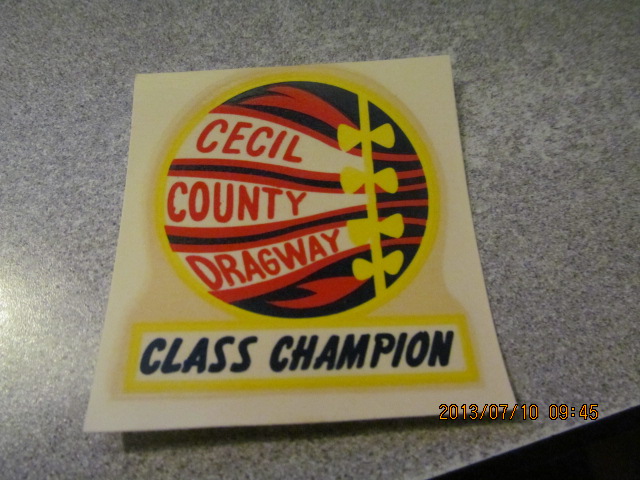 CECIL
COUNTY
DRAGWAY
CLASS CHAMPION
2013/07/10 09:45